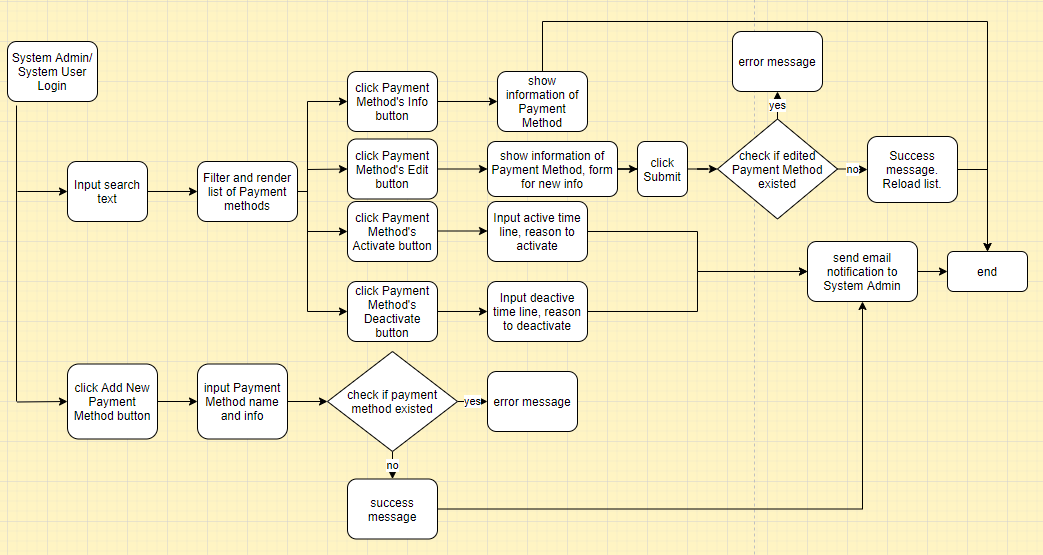 System Admin/
System User
Login
Input search
text
Filter and render
list of Payment
methods
click Payment
Method's Info
button
show
information of
Payment
Method
click Payment
Method's Edit
button
show information of
Payment Method, form
for new info
click
Submit
check if edited
Payment Method
existed
yes
error message
no
Success
message.
Reload list.
click Payment
Method's
Activate button
Input active time
line, reason to
activate
click Payment
Method's
Deactivate
button
Input deactive
time line, reason
to deactivate
send email
notification to
System Admin
end
click Add New
Payment
Method button
input Payment
Method name
and info
check if payment
method existed
yes
error message
no
success
message